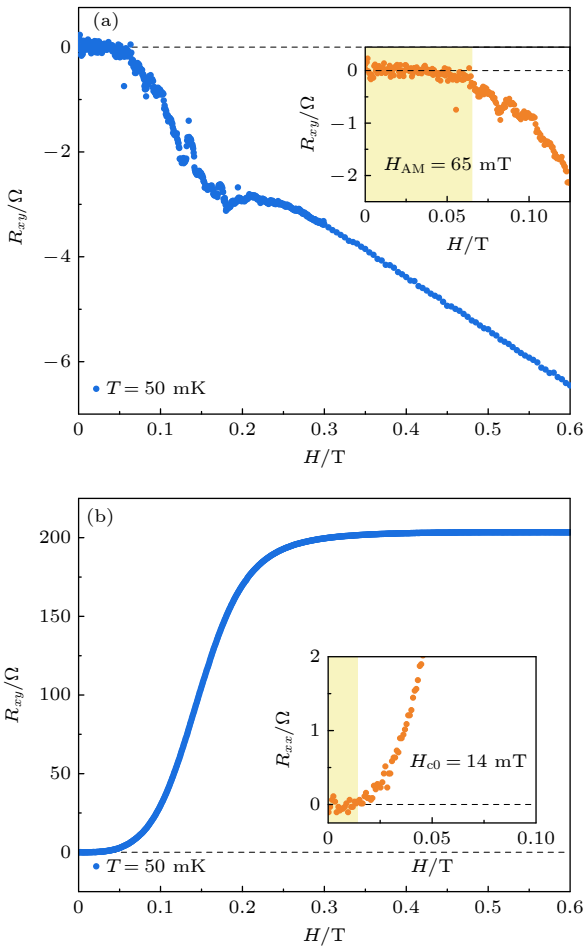 (a)
0
−2
−4
−6
R_xy/Ω
T = 50 mK
0
0.1
0.2
0.3
0.4
0.5
0.6
H/T
0
−1
−2
R_xy/Ω
H_AM = 65 mT
0
0.05
0.10
H/T
(b)
200
150
100
50
0
R_xy/Ω
T = 50 mK
0
0.1
0.2
0.3
0.4
0.5
0.6
H/T
2
1
0
R_xx/Ω
H_c0 = 14 mT
0
0.05
0.10
H/T